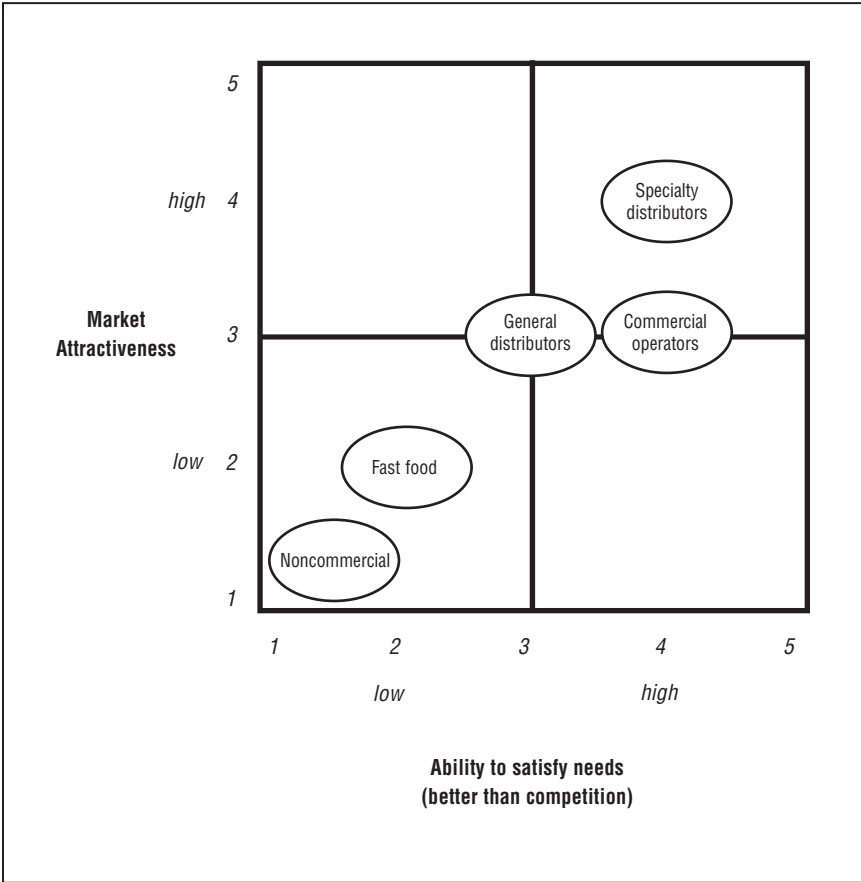 5
Specialty
distributors
high 4
Market
Attractiveness
3
General
distributors
Commercial
operators
low 2
Fast food
Noncommercial
1
1 2 3 4 5
low high
Ability to satisfy needs
(better than competition)